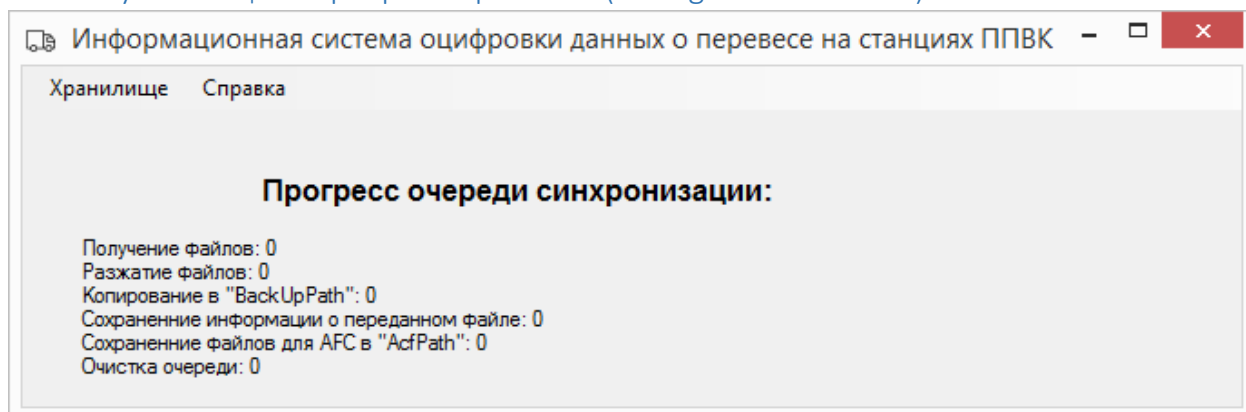 Информационная система оцифровки данных о перевесе на станциях ППВК
Хранилище Справка
Прогресс очереди синхронизации:
Получение файлов: 0
Разжатие файлов: 0
Копирование в "BackUpPath": 0
Сохраненние информации о переданном файле: 0
Сохраненние файлов для AFC в "AcfPath": 0
Очистка очереди: 0